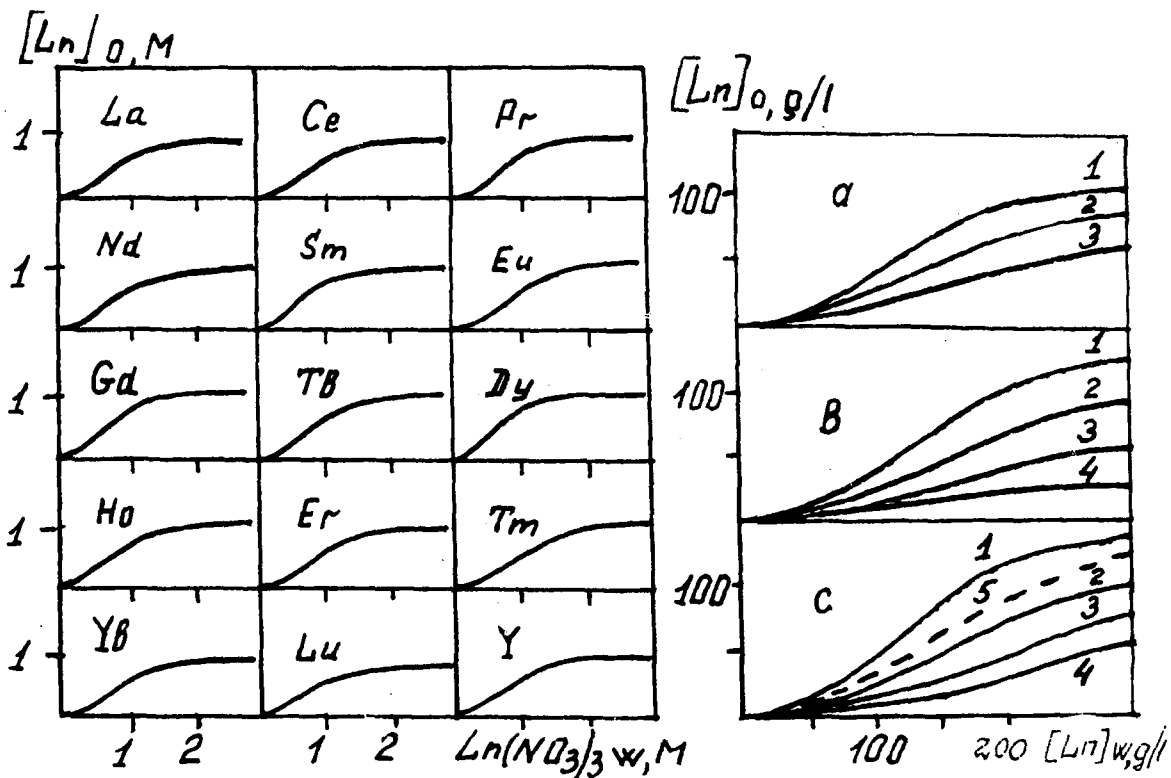 [Ln]o, M
La Ce Pr
1
Nd Sm Eu
1
Gd TB Dy
1
Ho Er Tm
1
YB Lu Y
1
1 2 1 2 Ln(NO3)3 w, M
[Ln]o, g/l
a 1
100 2
3
1
100 2
B 3
4
1
5 2
100 C 3
4
100 200 [Ln]w, g/l